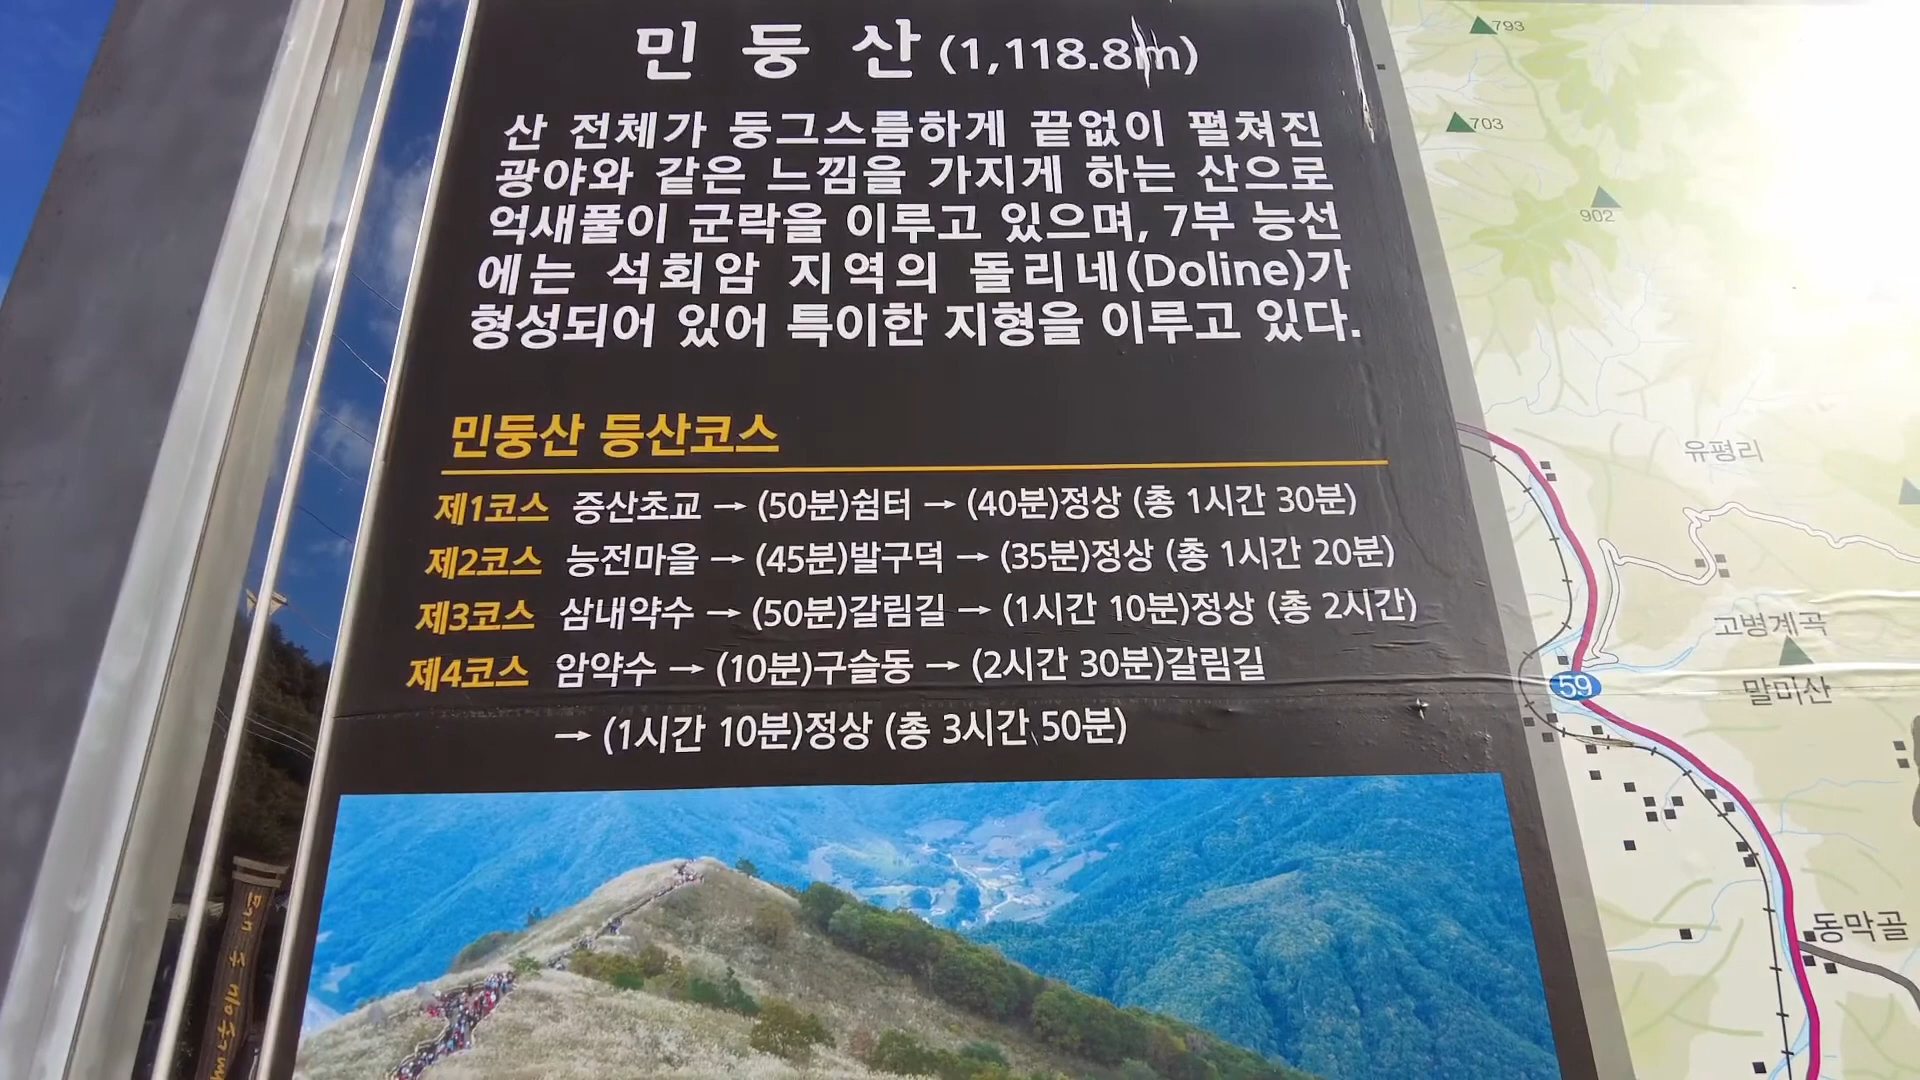 민 둥 산 (1,118.8m)
산 전체가 둥그스름하게 끝없이 펼쳐진
광야와 같은 느낌을 가지게 하는 산으로
억새풀이 군락을 이루고 있으며, 7부 능선
에는 석회암 지역의 돌리네(Doline)가
형성되어 있어 특이한 지형을 이루고 있다.
민둥산 등산코스
제1코스 증산초교 → (50분)쉼터 → (40분)정상 (총 1시간 30분)
제2코스 능전마을 → (45분)발구덕 → (35분)정상 (총 1시간 20분)
제3코스 삼내약수 → (50분)갈림길 → (1시간 10분)정상 (총 2시간)
제4코스 암약수 → (10분)구슬동 → (2시간 30분)갈림길
→ (1시간 10분)정상 (총 3시간 50분)
793
703
902
유평리
고병계곡
59
말미산
동막골